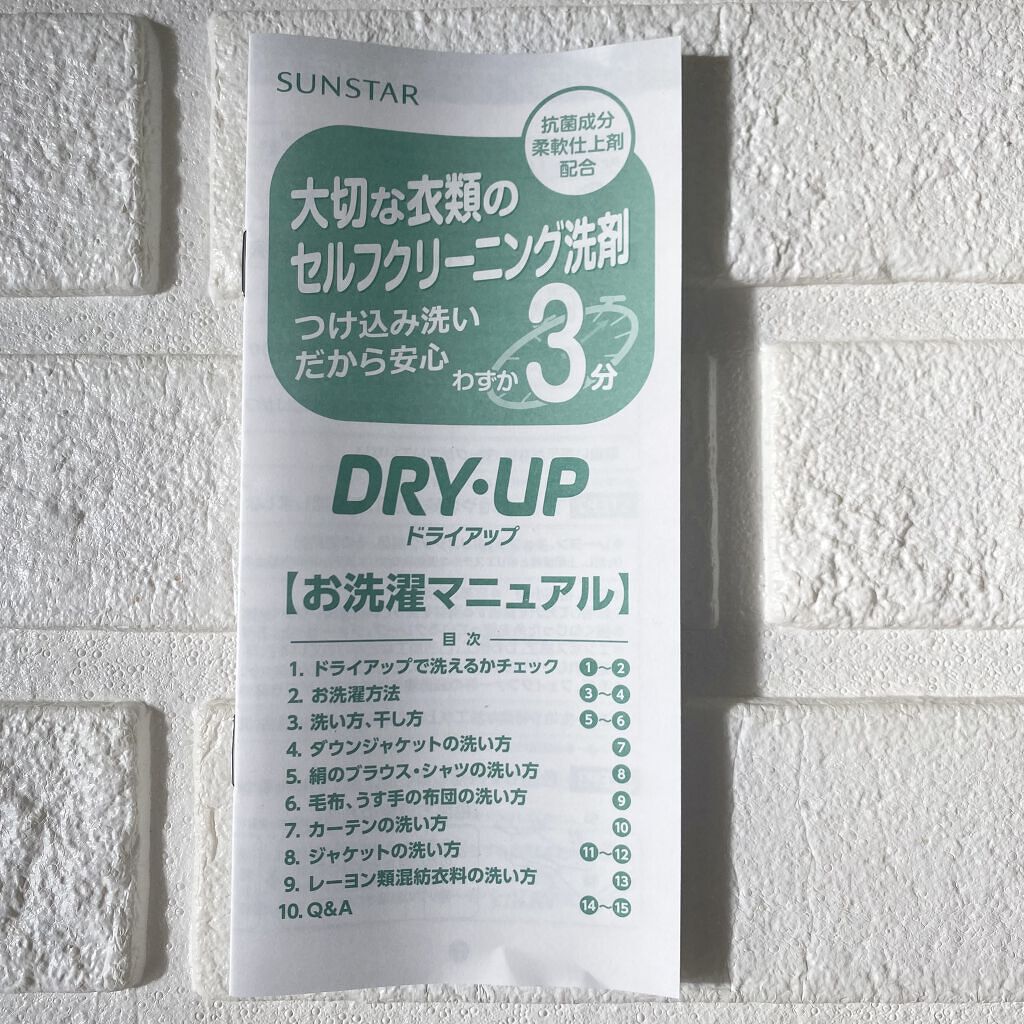 SUNSTAR
抗菌成分
柔軟仕上剤
配合
大切な衣類の
セルフクリーニング洗剤
つけ込み洗い
だから安心
わずか3分
DRY・UP
ドライアップ
【お洗濯マニュアル】
目次
1. ドライアップで洗えるかチェック ①～②
2. お洗濯方法 ③～④
3. 洗い方、干し方 ⑤～⑥
4. ダウンジャケットの洗い方 ⑦
5. 絹のブラウス・シャツの洗い方 ⑧
6. 毛布、うす手の布団の洗い方 ⑨
7. カーテンの洗い方 ⑩
8. ジャケットの洗い方 ⑪～⑫
9. レーヨン類混紡衣料の洗い方 ⑬
10. Q&A ⑭～⑮